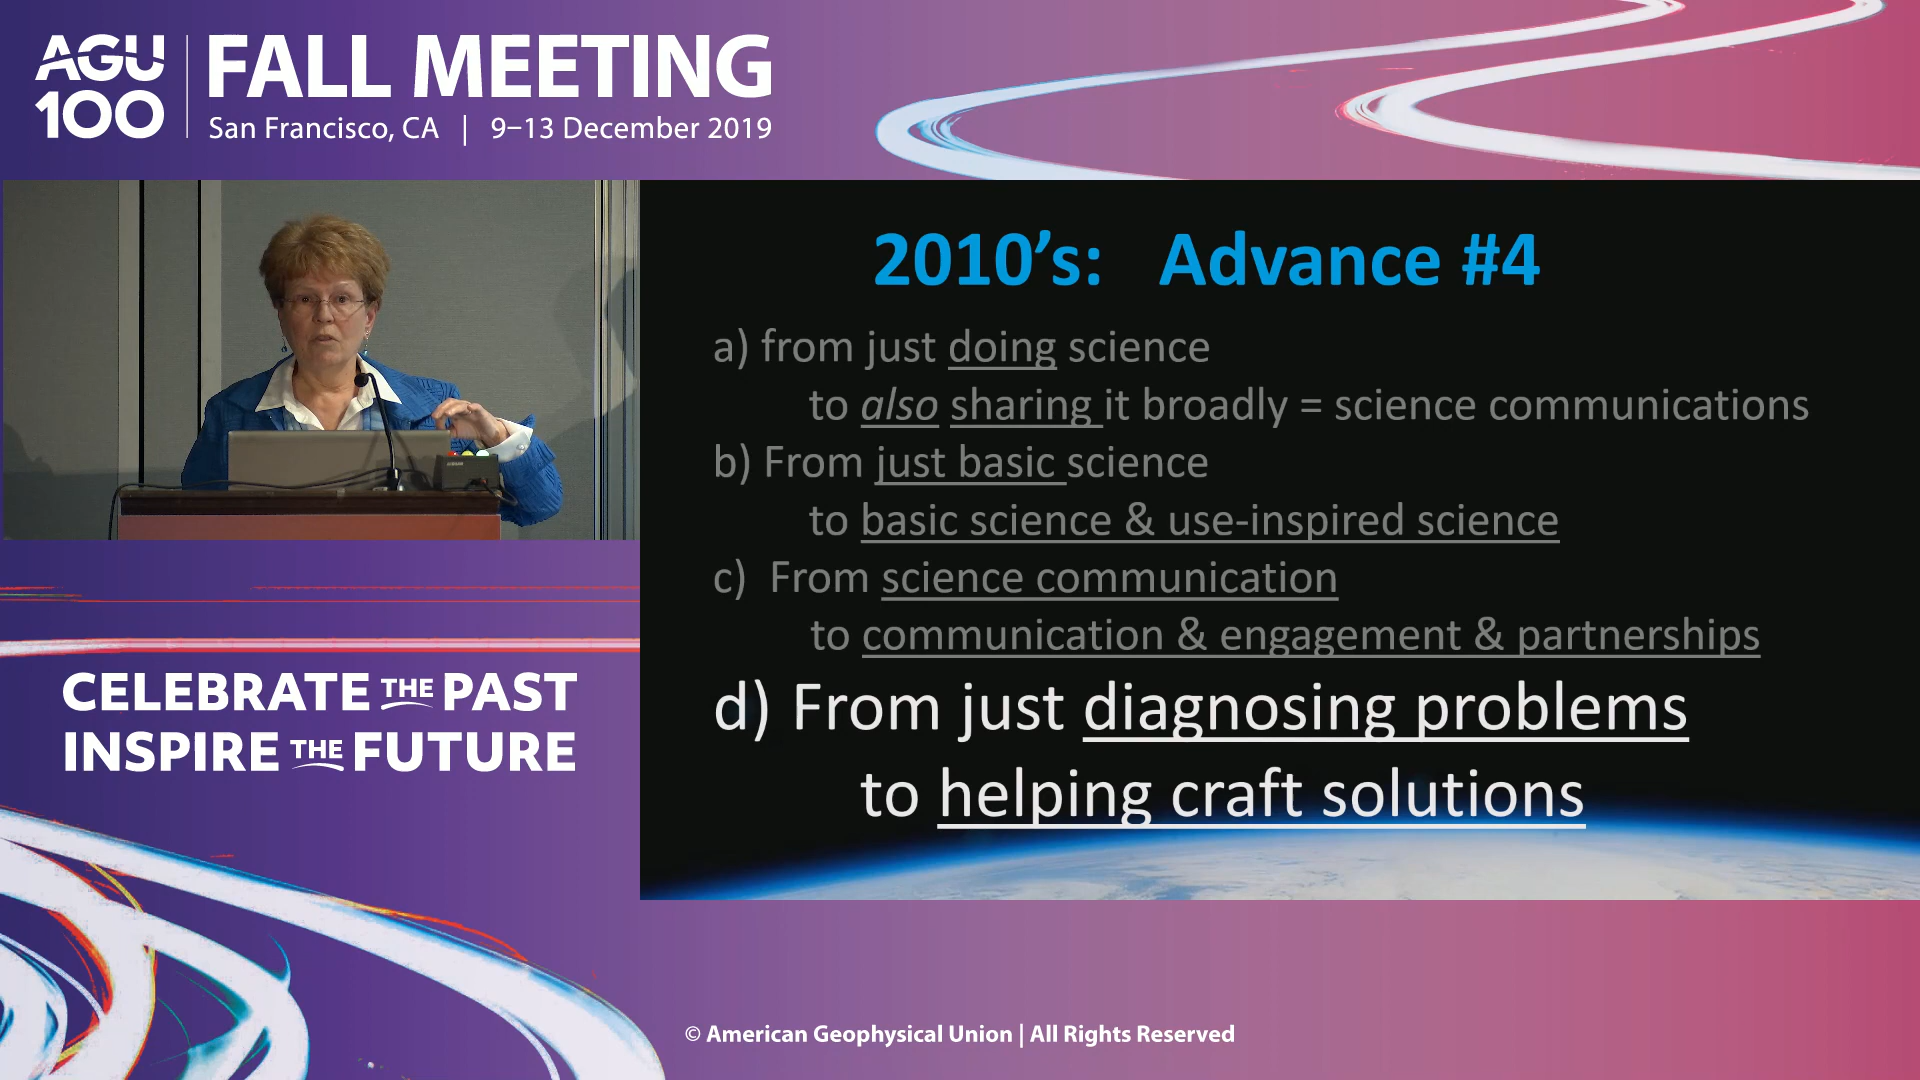 AGU
100
FALL MEETING
San Francisco, CA | 9–13 December 2019
2010’s: Advance #4
a) from just doing science
to also sharing it broadly = science communications
b) From just basic science
to basic science & use-inspired science
c) From science communication
to communication & engagement & partnerships
d) From just diagnosing problems
to helping craft solutions
CELEBRATE THE PAST
INSPIRE THE FUTURE
© American Geophysical Union | All Rights Reserved